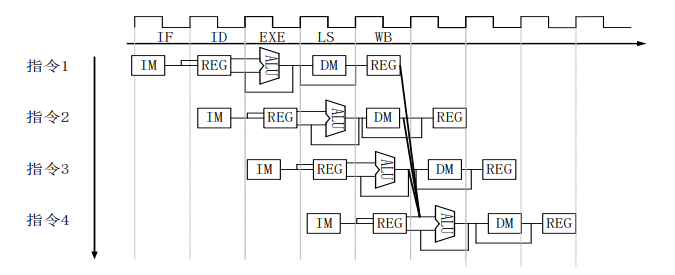 IF ID EXE LS WB
指令1 IM REG ALU DM REG
指令2 IM REG ALU DM REG
指令3 IM REG ALU DM REG
指令4 IM REG ALU DM REG